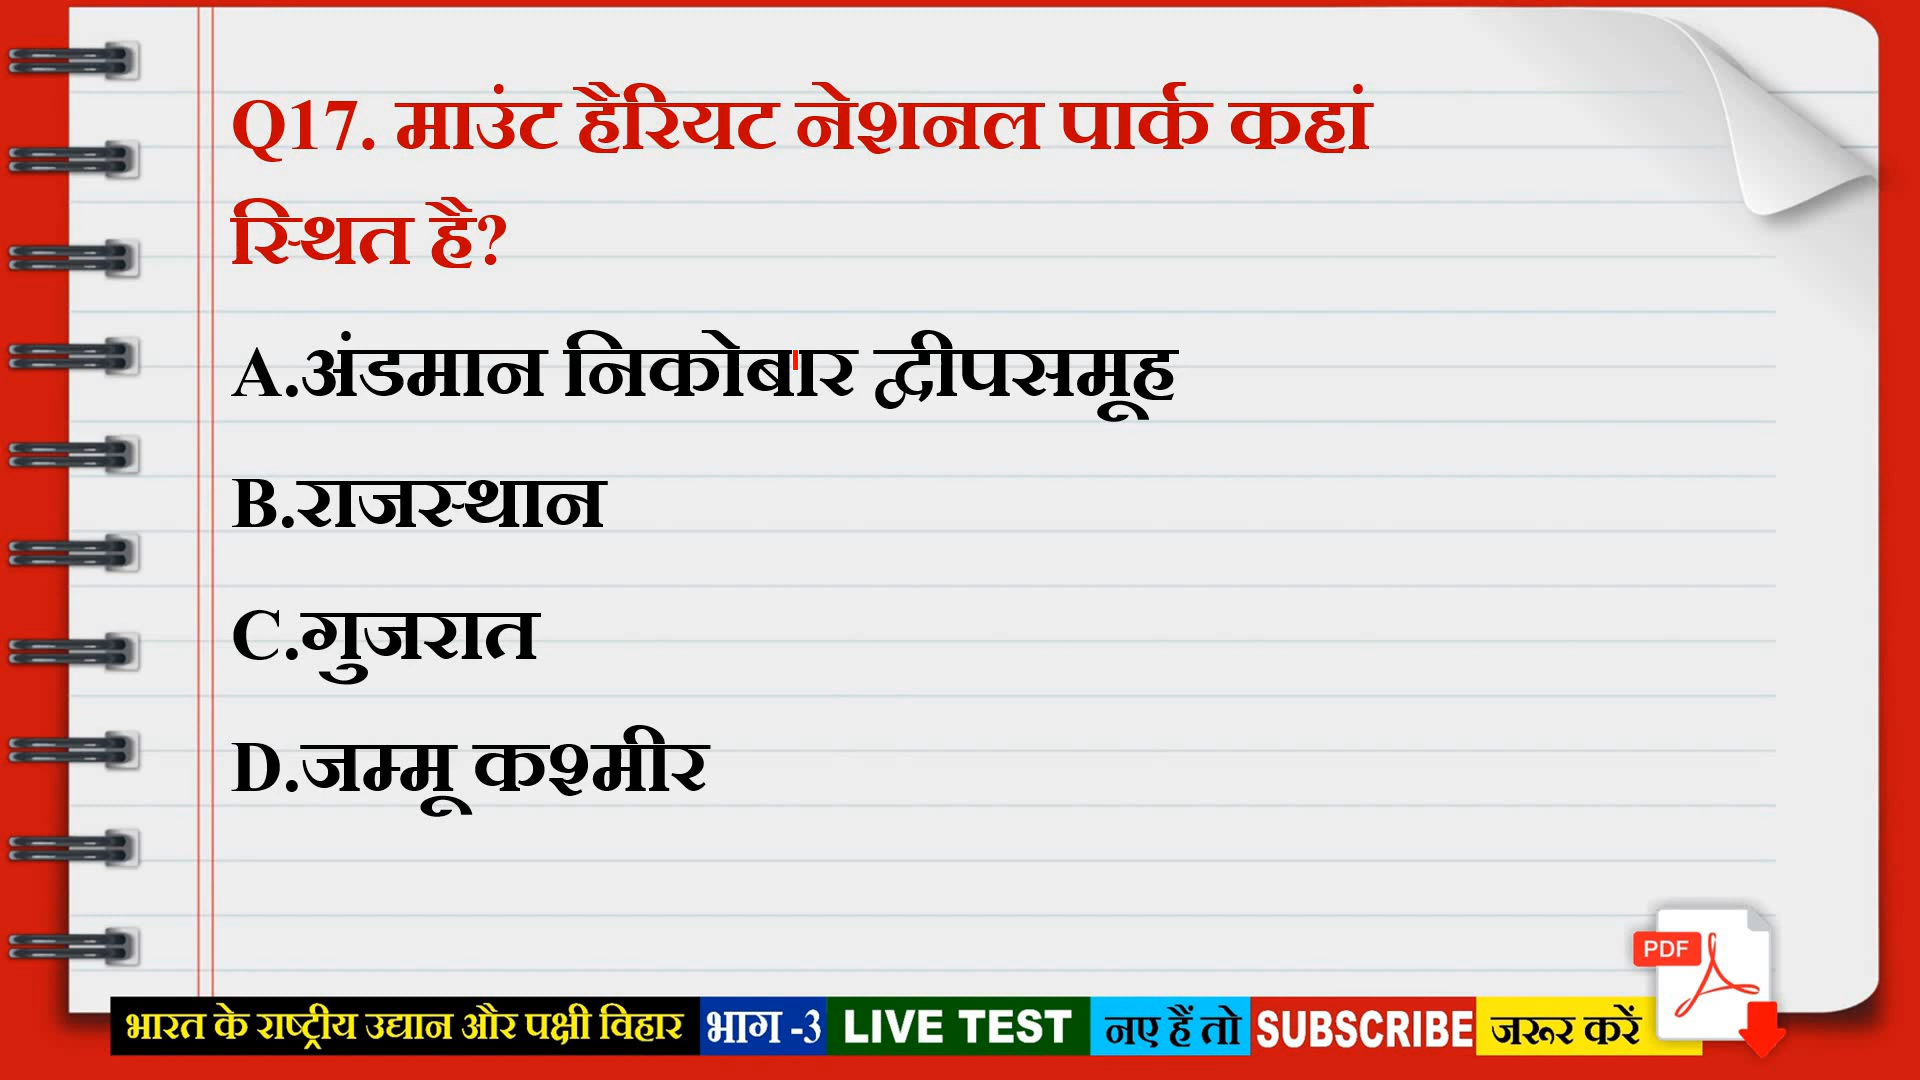 Q17. माउंट हैरियट नेशनल पार्क कहां
स्थित है?
A.अंडमान निकोबार द्वीपसमूह
B.राजस्थान
C.गुजरात
D.जम्मू कश्मीर
PDF
भारत के राष्ट्रीय उद्यान और पक्षी विहार भाग -3 LIVE TEST नए हैं तो SUBSCRIBE जरूर करें